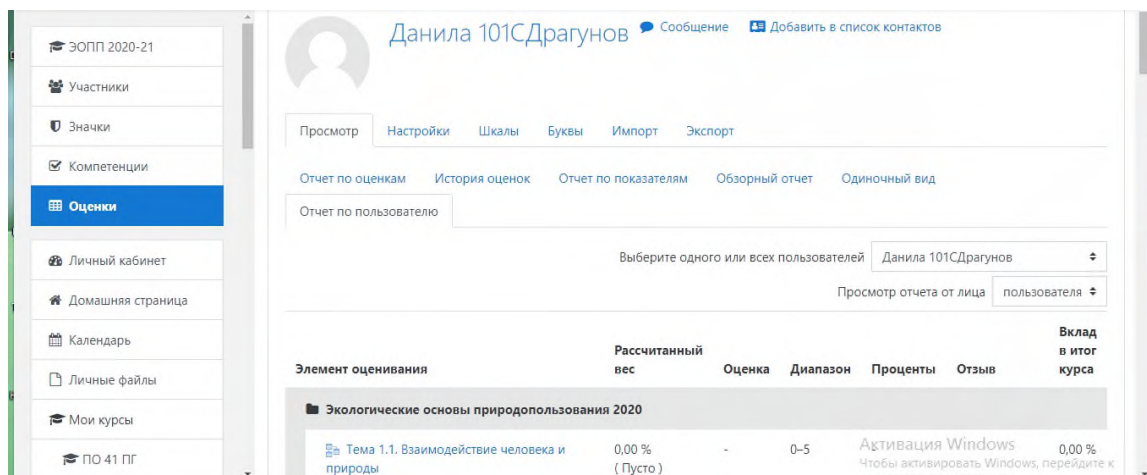 Данила 101СДрагунов
Сообщение
Добавить в список контактов
ЭОПП 2020-21
Участники
Значки
Компетенции
Оценки
Личный кабинет
Домашняя страница
Календарь
Личные файлы
Мои курсы
ПО 41 ПГ
Просмотр Настройки Шкалы Буквы Импорт Экспорт
Отчет по оценкам История оценок Отчет по показателям Обзорный отчет Одиночный вид
Отчет по пользователю
Выберите одного или всех пользователей Данила 101СДрагунов
Просмотр отчета от лица пользователя
Элемент оценивания
Рассчитанный
вес
Оценка
Диапазон
Проценты
Отзыв
Вклад
в итог
курса
Экологические основы природопользования 2020
Тема 1.1. Взаимодействие человека и
природы
0,00 %
( Пусто )
-
0–5
0,00 %
Активация Windows
Чтобы активировать Windows, перейдите к